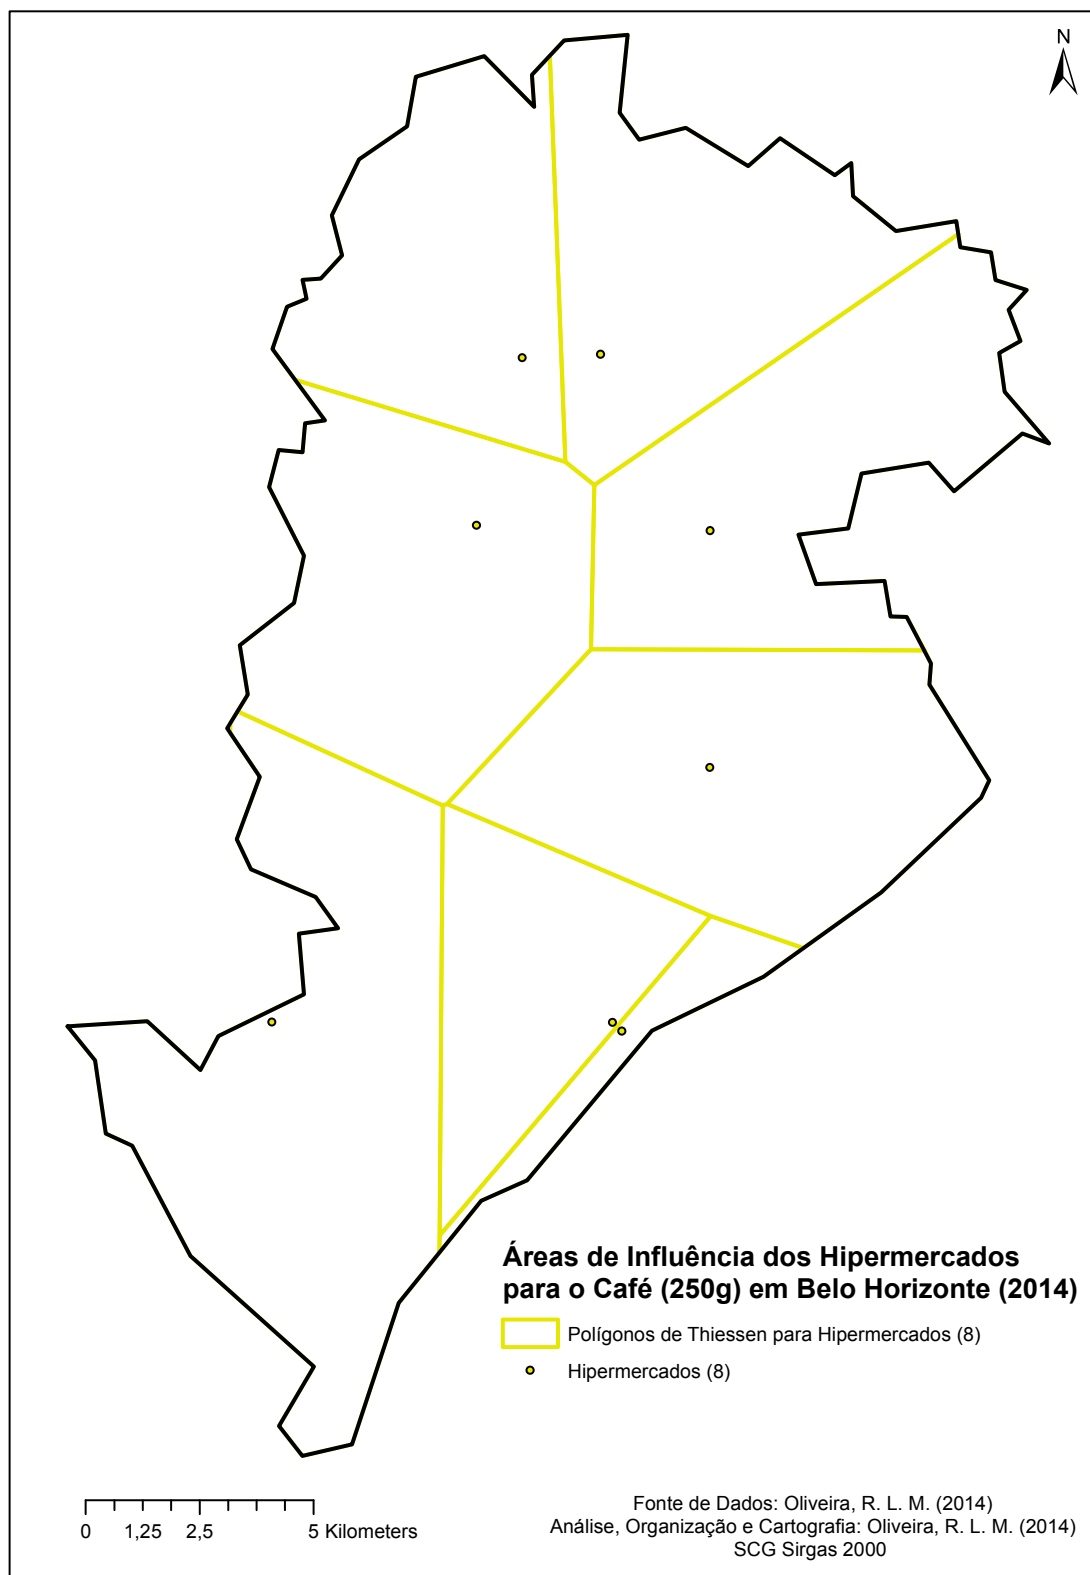 N
Áreas de Influência dos Hipermercados
para o Café (250g) em Belo Horizonte (2014)
Polígonos de Thiessen para Hipermercados (8)
Hipermercados (8)
0 1,25 2,5 5 Kilometers
Fonte de Dados: Oliveira, R. L. M. (2014)
Análise, Organização e Cartografia: Oliveira, R. L. M. (2014)
SCG Sirgas 2000